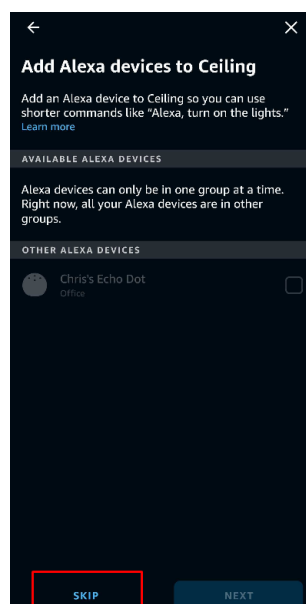 Add Alexa devices to Ceiling
Add an Alexa device to Ceiling so you can use
shorter commands like “Alexa, turn on the lights.”
Learn more
AVAILABLE ALEXA DEVICES
Alexa devices can only be in one group at a time.
Right now, all your Alexa devices are in other
groups.
OTHER ALEXA DEVICES
Chris's Echo Dot
Office
SKIP
NEXT